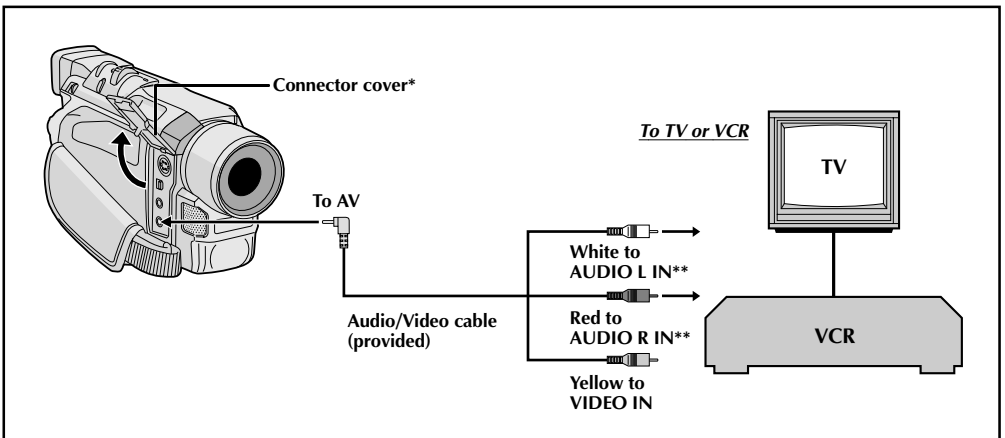 Connector cover*
To TV or VCR
TV
To AV
White to
AUDIO L IN**
Red to
AUDIO R IN**
Audio/Video cable
(provided)
VCR
Yellow to
VIDEO IN